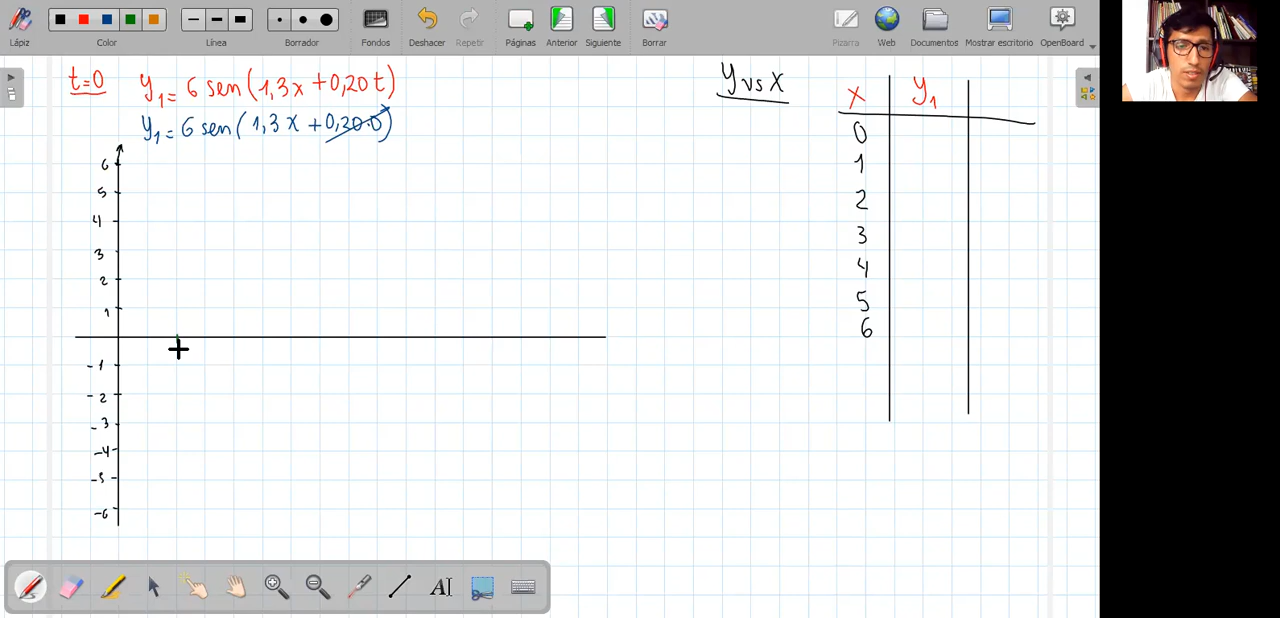 Color
Línea
Borrador
Lápiz
Fondos
Deshacer
Repetir
Páginas
Anterior
Siguiente
Borrar
Pizarra
Web
Documentos
Mostrar escritorio
OpenBoard
t=0 y₁= 6 sen(1,3x+0,20t)
y₁= 6 sen(1,3x+0,20·0)
6
5
4
3
2
1
-1
-2
-3
-4
-5
-6
y vs x
x y₁
0
1
2
3
4
5
6